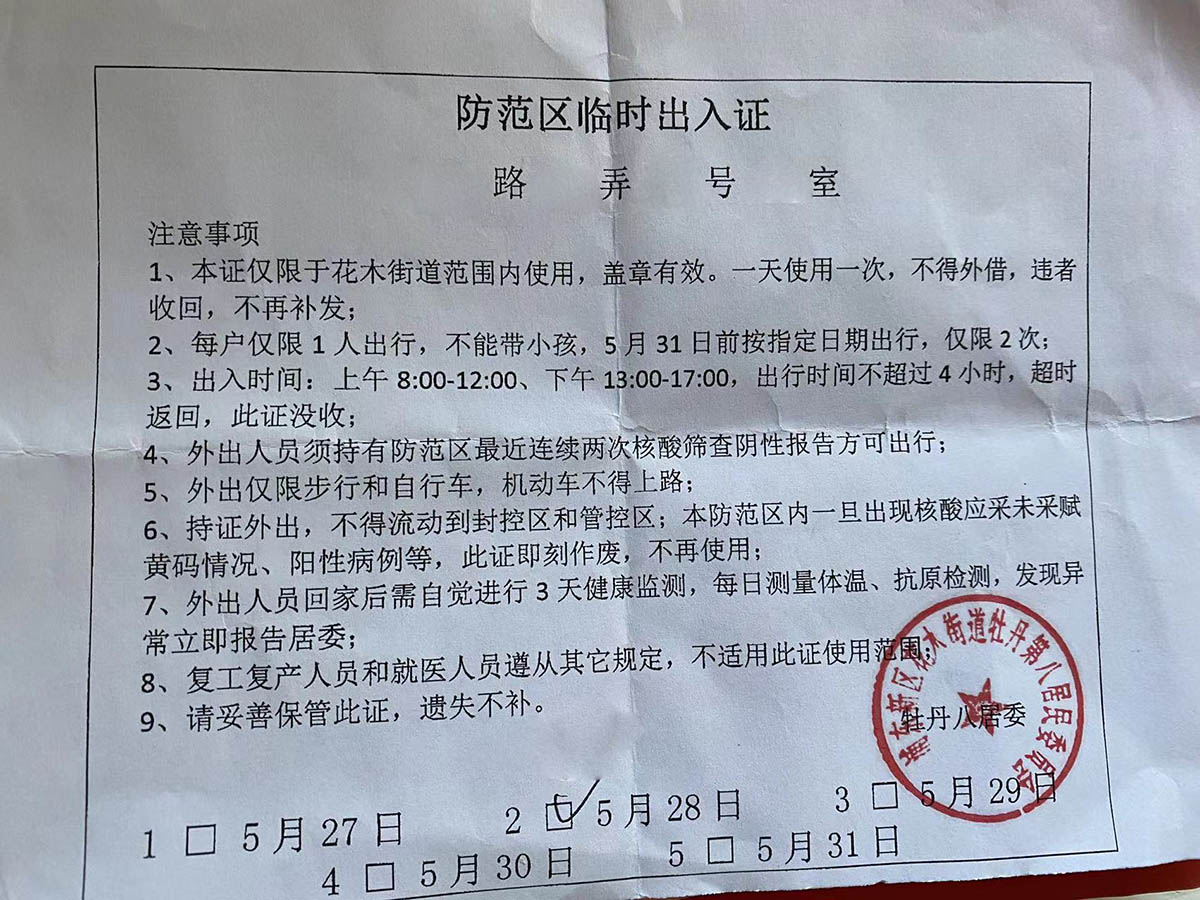 防范区临时出入证
路 弄 号 室
注意事项
1、本证仅限于花木街道范围内使用，盖章有效。一天使用一次，不得外借，违者
收回，不再补发；
2、每户仅限 1 人出行，不能带小孩，5 月 31 日前按指定日期出行，仅限 2 次；
3、出入时间：上午 8:00-12:00、下午 13:00-17:00，出行时间不超过 4 小时，超时
返回，此证没收；
4、外出人员须持有防范区最近连续两次核酸筛查阴性报告方可出行；
5、外出仅限步行和自行车，机动车不得上路；
6、持证外出，不得流动到封控区和管控区；本防范区内一旦出现核酸应采未采赋
黄码情况、阳性病例等，此证即刻作废，不再使用；
7、外出人员回家后需自觉进行 3 天健康监测，每日测量体温、抗原检测，发现异
常立即报告居委；
8、复工复产人员和就医人员遵从其它规定，不适用此证使用范围；
9、请妥善保管此证，遗失不补。
浦东新区花木街道牡丹第八居民委员会
牡丹八居委
1 □ 5 月 27 日 2 ☑ 5 月 28 日 3 □ 5 月 29 日
4 □ 5 月 30 日 5 □ 5 月 31 日